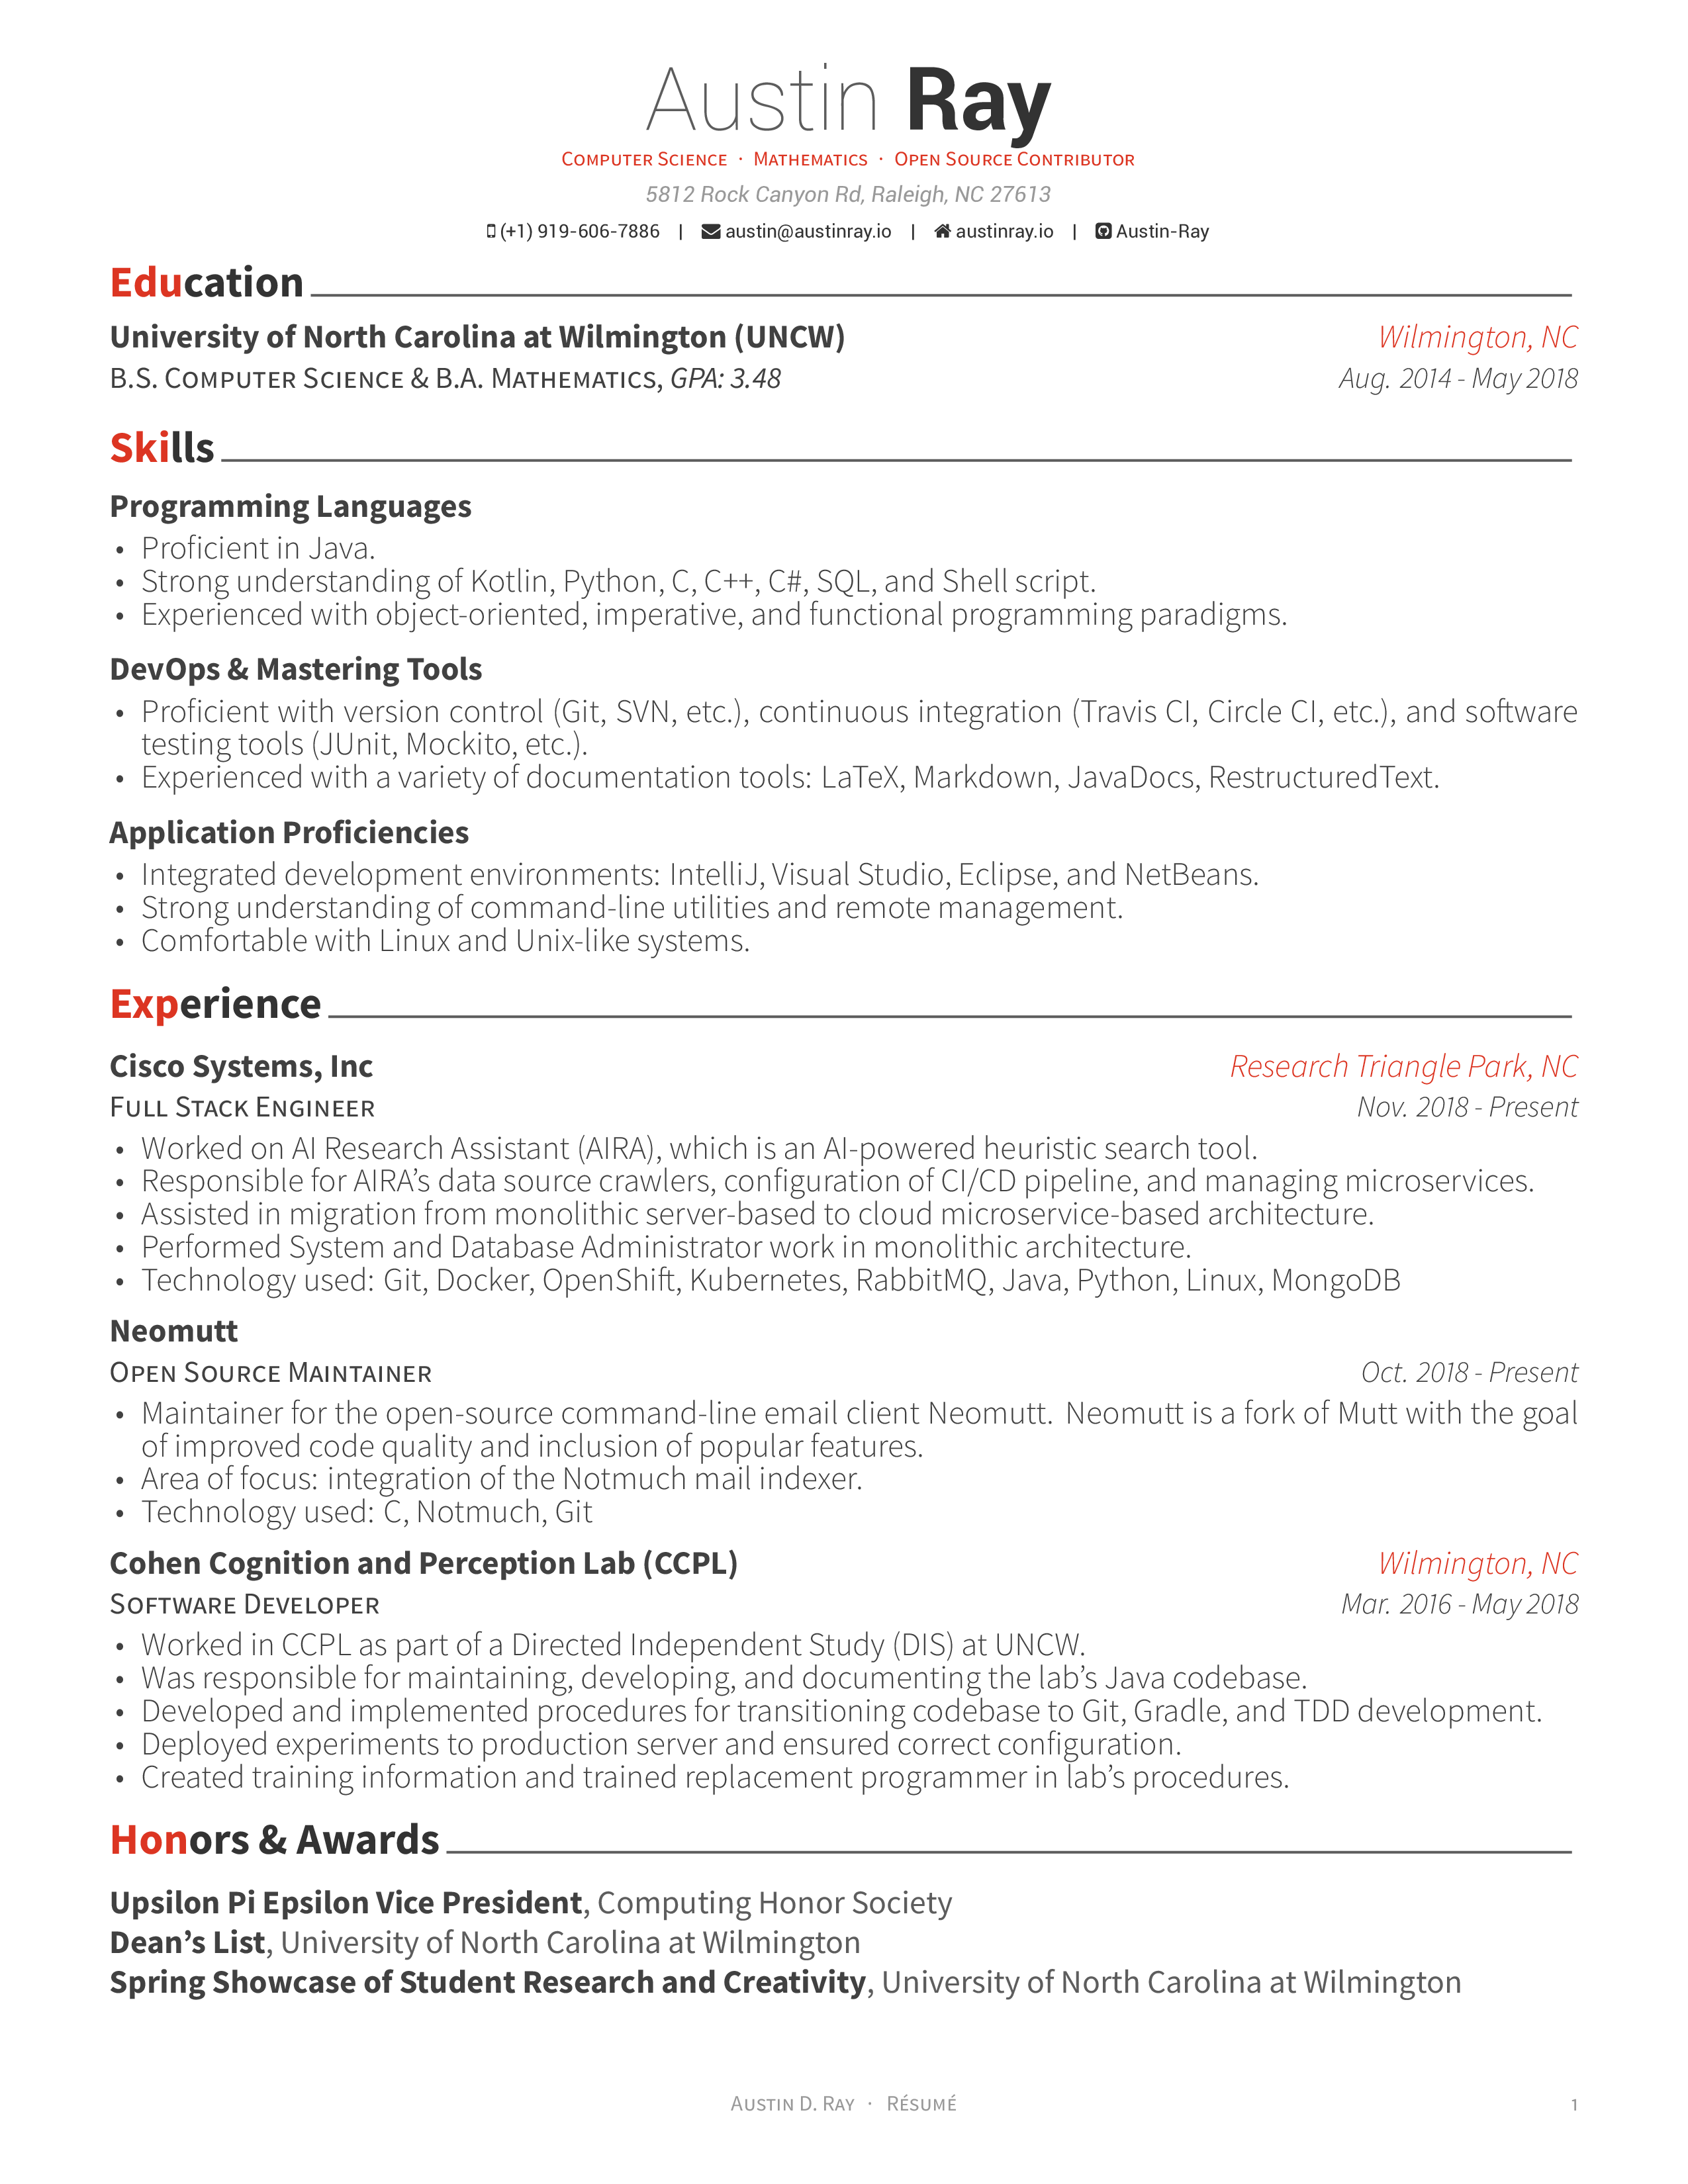 Austin Ray
Computer Science · Mathematics · Open Source Contributor
5812 Rock Canyon Rd, Raleigh, NC 27613
(+1) 919-606-7886 | austin@austinray.io | austinray.io | Austin-Ray
Education
University of North Carolina at Wilmington (UNCW) Wilmington, NC
B.S. Computer Science & B.A. Mathematics, GPA: 3.48 Aug. 2014 - May 2018
Skills
Programming Languages
• Proficient in Java.
• Strong understanding of Kotlin, Python, C, C++, C#, SQL, and Shell script.
• Experienced with object-oriented, imperative, and functional programming paradigms.
DevOps & Mastering Tools
• Proficient with version control (Git, SVN, etc.), continuous integration (Travis CI, Circle CI, etc.), and software
testing tools (JUnit, Mockito, etc.).
• Experienced with a variety of documentation tools: LaTeX, Markdown, JavaDocs, RestructuredText.
Application Proficiencies
• Integrated development environments: IntelliJ, Visual Studio, Eclipse, and NetBeans.
• Strong understanding of command-line utilities and remote management.
• Comfortable with Linux and Unix-like systems.
Experience
Cisco Systems, Inc Research Triangle Park, NC
Full Stack Engineer Nov. 2018 - Present
• Worked on AI Research Assistant (AIRA), which is an AI-powered heuristic search tool.
• Responsible for AIRA’s data source crawlers, configuration of CI/CD pipeline, and managing microservices.
• Assisted in migration from monolithic server-based to cloud microservice-based architecture.
• Performed System and Database Administrator work in monolithic architecture.
• Technology used: Git, Docker, OpenShift, Kubernetes, RabbitMQ, Java, Python, Linux, MongoDB
Neomutt
Open Source Maintainer Oct. 2018 - Present
• Maintainer for the open-source command-line email client Neomutt. Neomutt is a fork of Mutt with the goal
of improved code quality and inclusion of popular features.
• Area of focus: integration of the Notmuch mail indexer.
• Technology used: C, Notmuch, Git
Cohen Cognition and Perception Lab (CCPL) Wilmington, NC
Software Developer Mar. 2016 - May 2018
• Worked in CCPL as part of a Directed Independent Study (DIS) at UNCW.
• Was responsible for maintaining, developing, and documenting the lab’s Java codebase.
• Developed and implemented procedures for transitioning codebase to Git, Gradle, and TDD development.
• Deployed experiments to production server and ensured correct configuration.
• Created training information and trained replacement programmer in lab’s procedures.
Honors & Awards
Upsilon Pi Epsilon Vice President, Computing Honor Society
Dean’s List, University of North Carolina at Wilmington
Spring Showcase of Student Research and Creativity, University of North Carolina at Wilmington
Austin D. Ray · Résumé 1